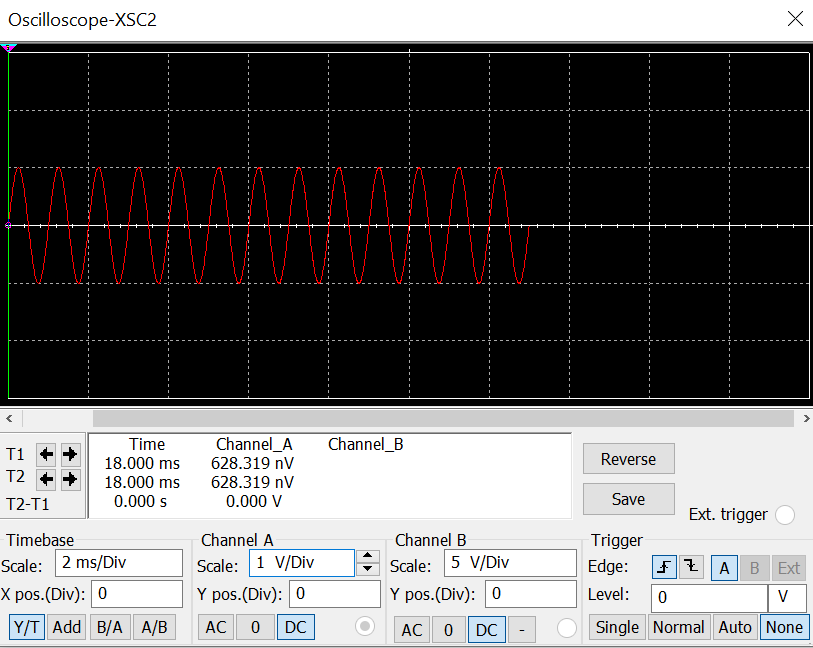 Oscilloscope-XSC2
Time Channel_A Channel_B
T1 18.000 ms 628.319 nV
T2 18.000 ms 628.319 nV
T2-T1 0.000 s 0.000 V
Reverse
Save
Ext. trigger
Timebase
Scale: 2 ms/Div
X pos.(Div): 0
Y/T Add B/A A/B
Channel A
Scale: 1 V/Div
Y pos.(Div): 0
AC 0 DC
Channel B
Scale: 5 V/Div
Y pos.(Div): 0
AC 0 DC -
Trigger
Edge: A B Ext
Level: 0 V
Single Normal Auto None